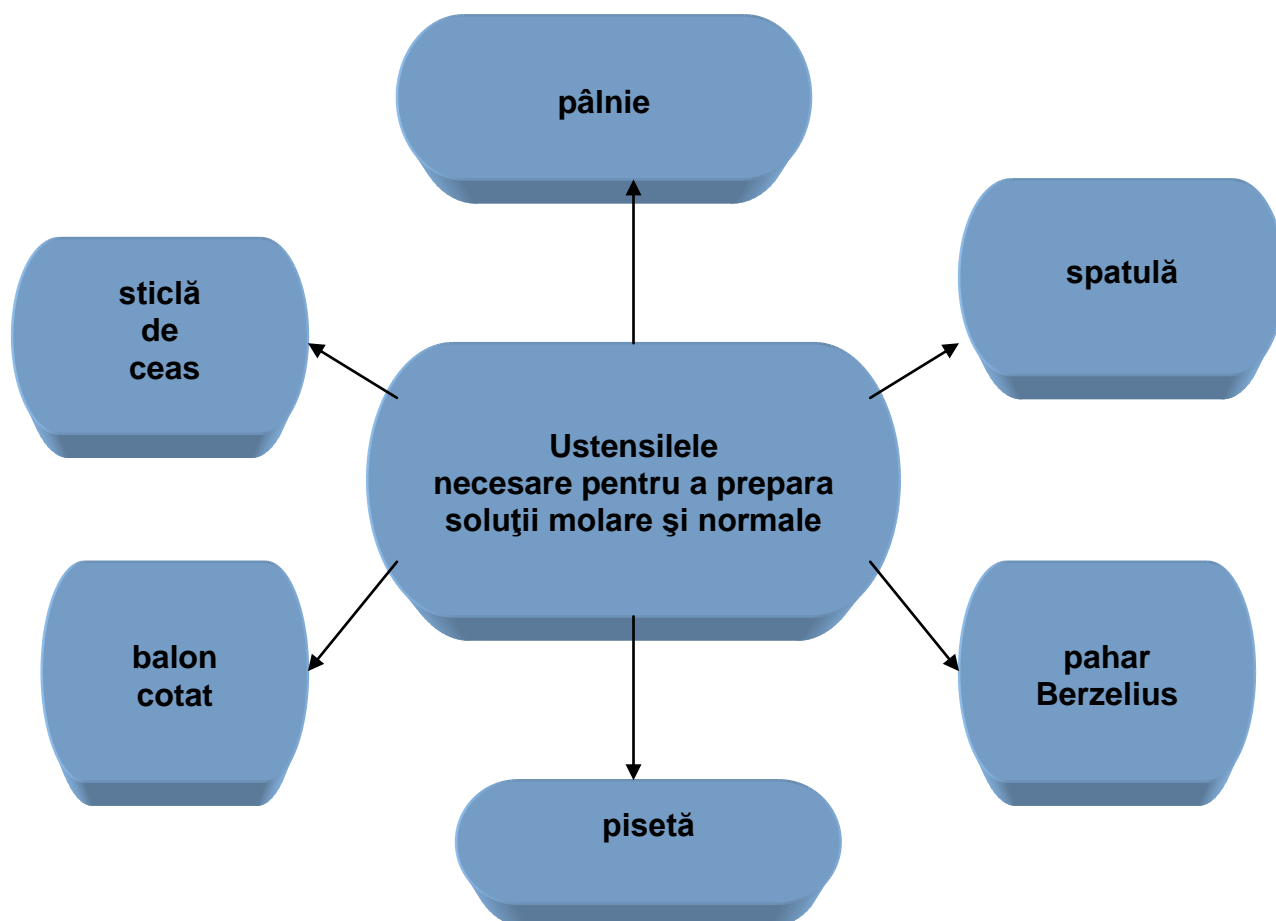 pâlnie
spatulă
sticlă
de
ceas
Ustensilele
necesare pentru a prepara
soluţii molare şi normale
balon
cotat
pahar
Berzelius
pisetă